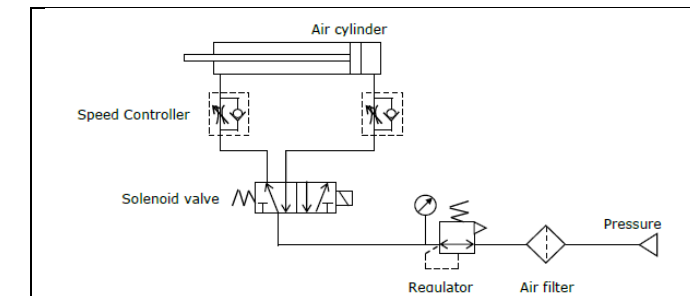 Air cylinder
Speed Controller
Solenoid valve
Pressure
Regulator
Air filter